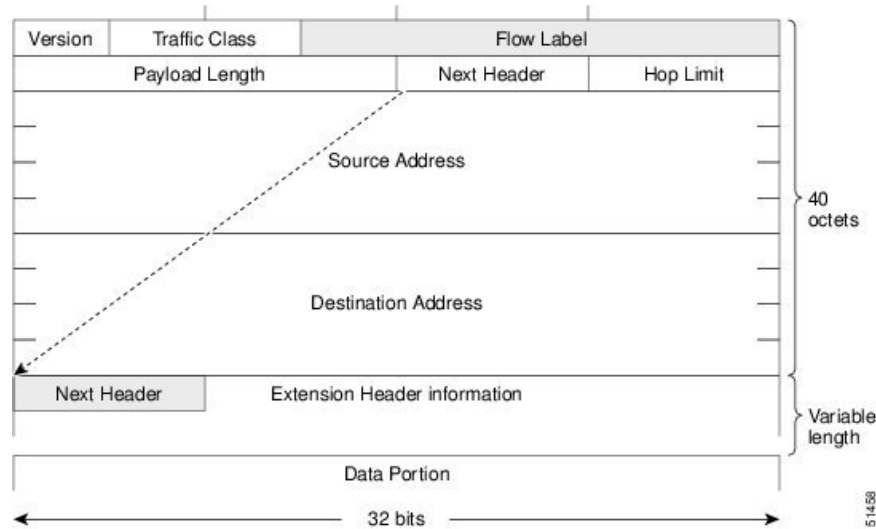 Version Traffic Class Flow Label
Payload Length Next Header Hop Limit
Source Address
40
octets
Destination Address
Next Header Extension Header information
Variable
length
Data Portion
32 bits
51458